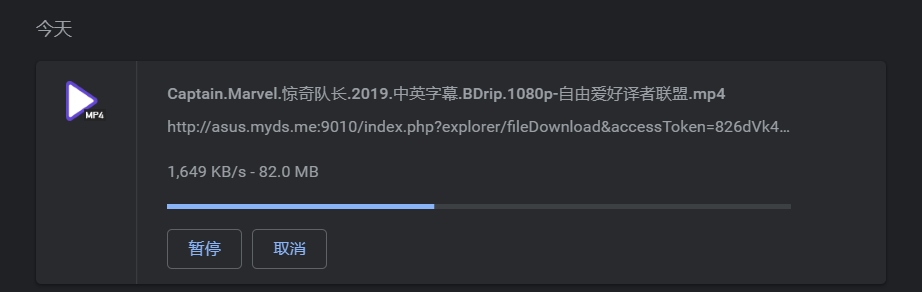 今天
MP4
Captain.Marvel.惊奇队长.2019.中英字幕.BDrip.1080p-自由爱好译者联盟.mp4
http://asus.myds.me:9010/index.php?explorer/fileDownload&accessToken=826dVk4...
1,649 KB/s - 82.0 MB
暂停 取消